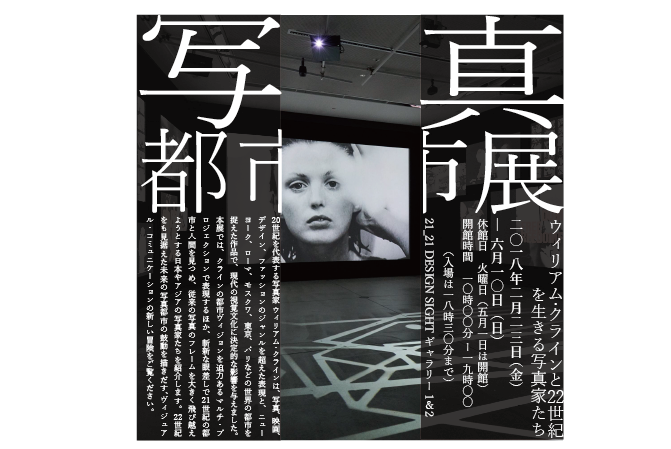 写真
都市展
ウィリアム・クラインと22世紀
を生きる写真家たち
二〇一八年二月二三日（金）
―六月一〇日（日）
休館日　火曜日（五月一日は開館）
開館時間　一〇時〇〇分ー一九時〇〇
（入場は一八時三〇分まで）
21_21 DESIGN SIGHT ギャラリー 1&2
20世紀を代表する写真家 ウィリアム・クラインは、写真、映画、
デザイン、ファッションのジャンルを超えた表現と、ニュー
ヨーク、ローマ、モスクワ、東京、パリなどの世界の都市を
捉えた作品で、現代の視覚文化に決定的な影響を与えました。
本展では、クラインの都市ヴィジョンを迫力あるマルチ・プ
ロジェクションで表現するほか、斬新な眼差しで21世紀の都
市と人間を見つめ、従来の写真のフレームを大きく飛び越え
ようとする日本やアジアの写真家たちを紹介します。22世紀
をも見据えた未来の写真都市の鼓動を描きだす、ヴィジュア
ル・コミュニケーションの新しい冒険をご覧ください。